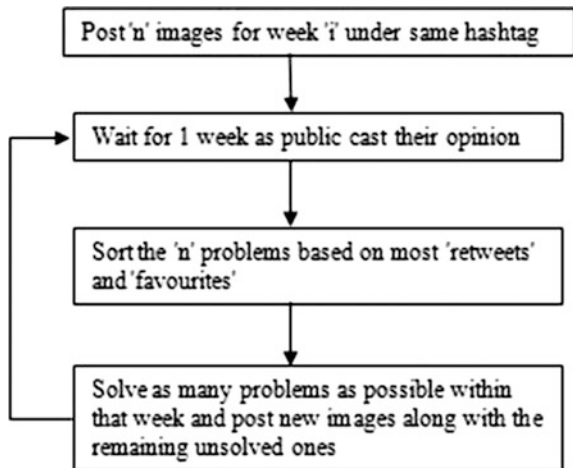 Post 'n' images for week 'i' under same hashtag
Wait for 1 week as public cast their opinion
Sort the 'n' problems based on most 'retweets'
and 'favourites'
Solve as many problems as possible within
that week and post new images along with the
remaining unsolved ones